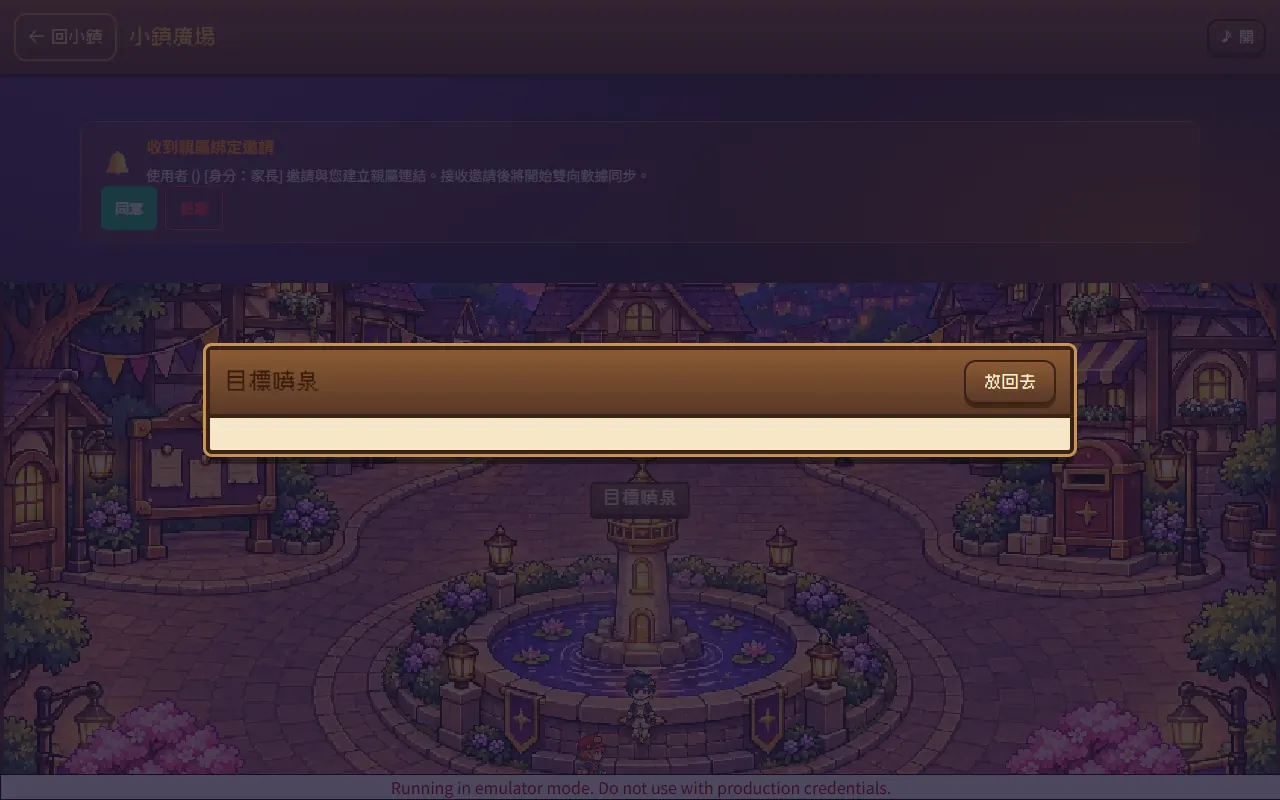 ← 回小鎮
小鎮廣場
♪ 開
收到親屬綁定邀請
使用者 () [身分：家長] 邀請與您建立親屬連結。接收邀請後將開始雙向數據同步。
同意
拒絕
目標噴泉
放回去
目標噴泉
Running in emulator mode. Do not use with production credentials.